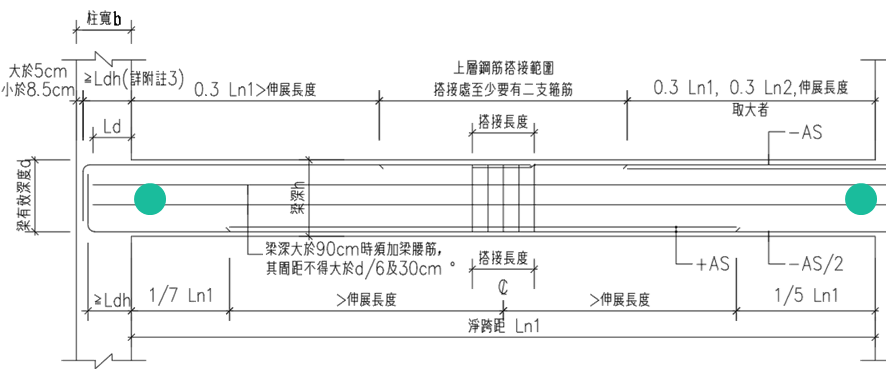 柱寬b
大於5cm
小於8.5cm
≥Ldh(詳附註3)
0.3 Ln1>伸展長度
上層鋼筋搭接範圍
搭接處至少要有二支箍筋
0.3 Ln1, 0.3 Ln2,伸展長度
取大者
Ld
搭接長度
-AS
梁有效深度d
梁深h
梁深大於90cm時須加梁腰筋,
其間距不得大於d/6及30cm。
搭接長度
+AS
-AS/2
≥Ldh
1/7 Ln1
>伸展長度
℄
>伸展長度
1/5 Ln1
淨跨距 Ln1